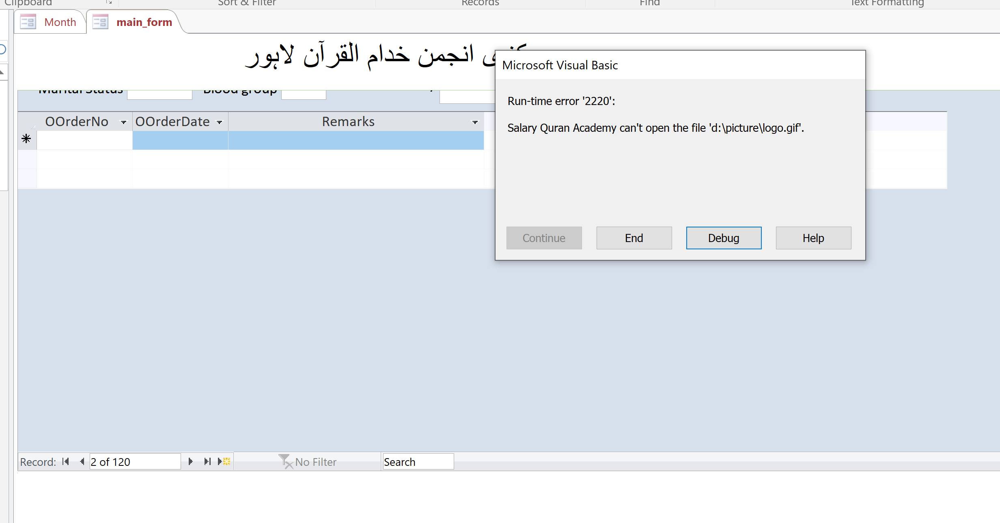 Clipboard Sort & Filter Records Find Text Formatting
Month main_form
انجمن خدام القرآن لاہور
Marital Status Blood group
OOrderNo OOrderDate Remarks
Microsoft Visual Basic
Run-time error '2220':
Salary Quran Academy can't open the file 'd:\picture\logo.gif'.
Continue End Debug Help
Record: 2 of 120 No Filter Search